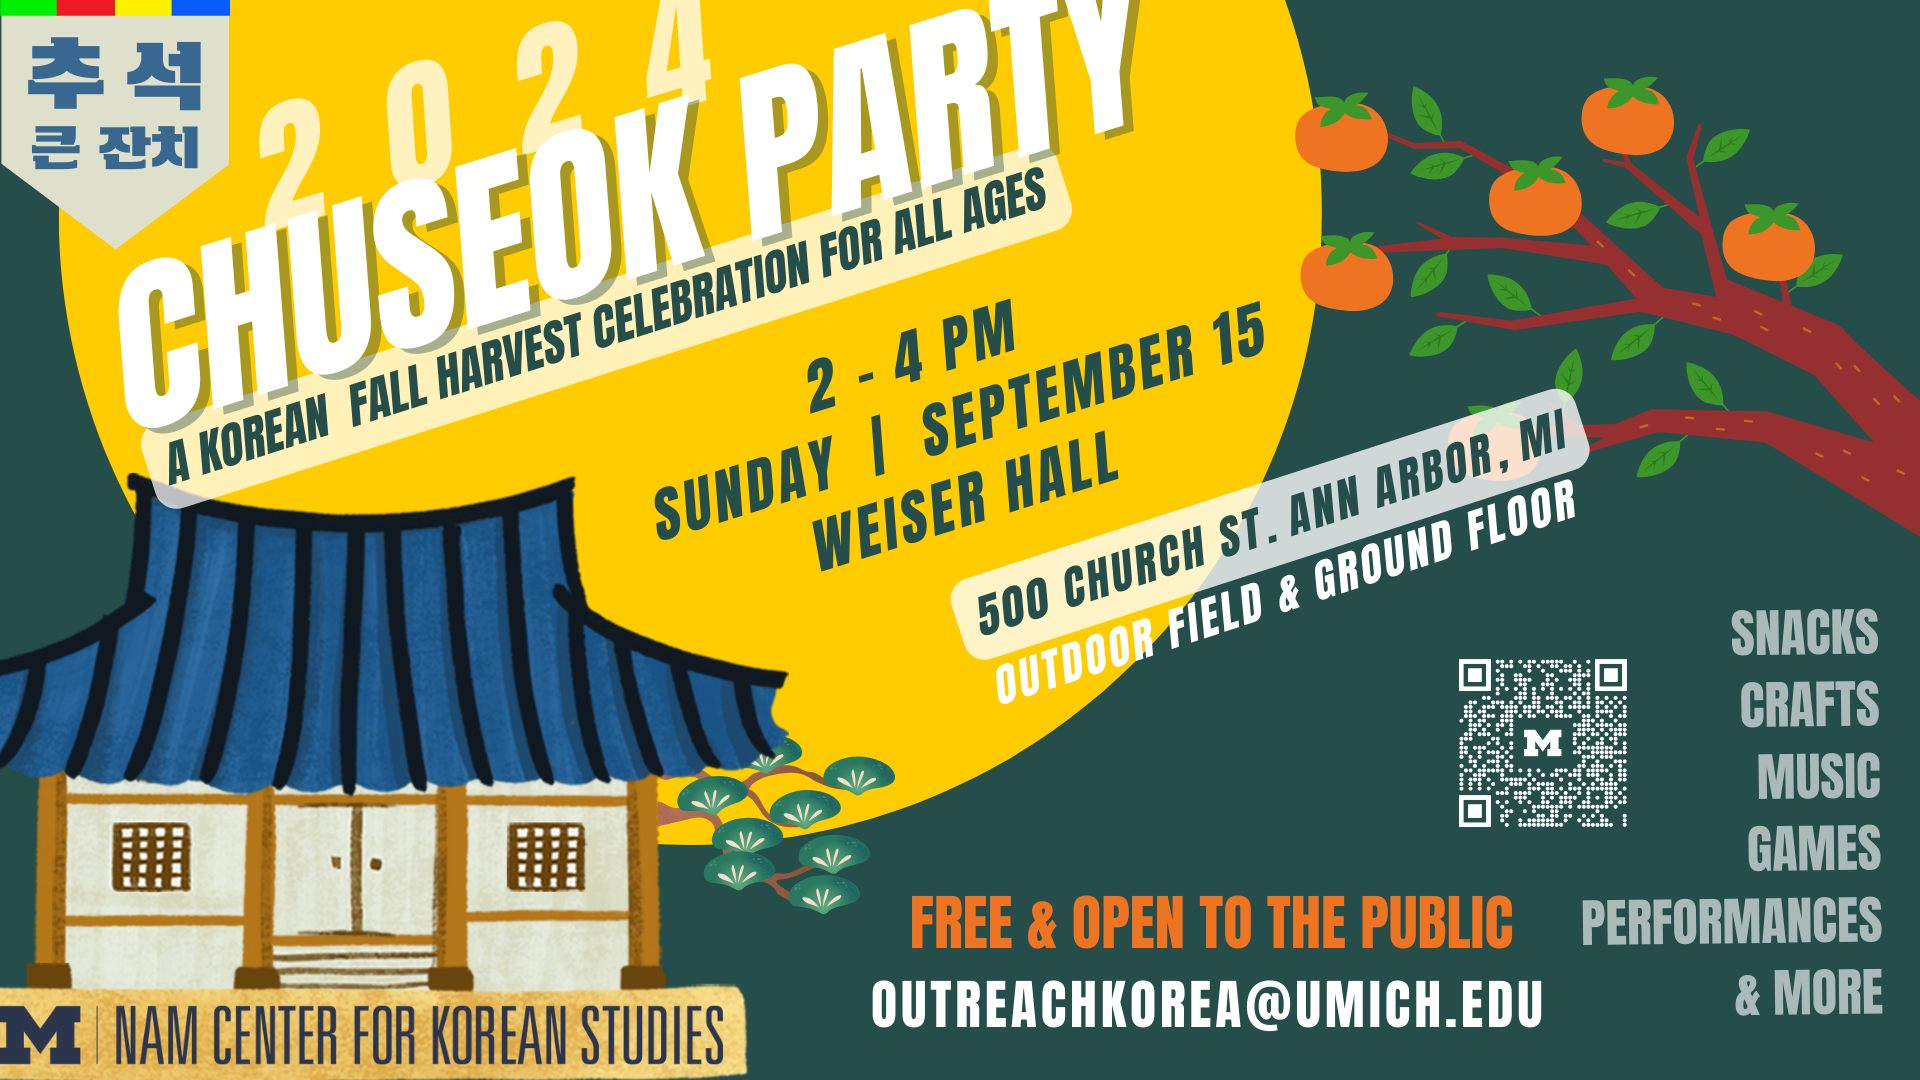 추석
큰 잔치
2024
CHUSEOK PARTY
A KOREAN FALL HARVEST CELEBRATION FOR ALL AGES
2 - 4 PM
SUNDAY | SEPTEMBER 15
WEISER HALL
500 CHURCH ST. ANN ARBOR, MI
OUTDOOR FIELD & GROUND FLOOR
SNACKS
CRAFTS
MUSIC
GAMES
PERFORMANCES
& MORE
M
FREE & OPEN TO THE PUBLIC
OUTREACHKOREA@UMICH.EDU
M | NAM CENTER FOR KOREAN STUDIES